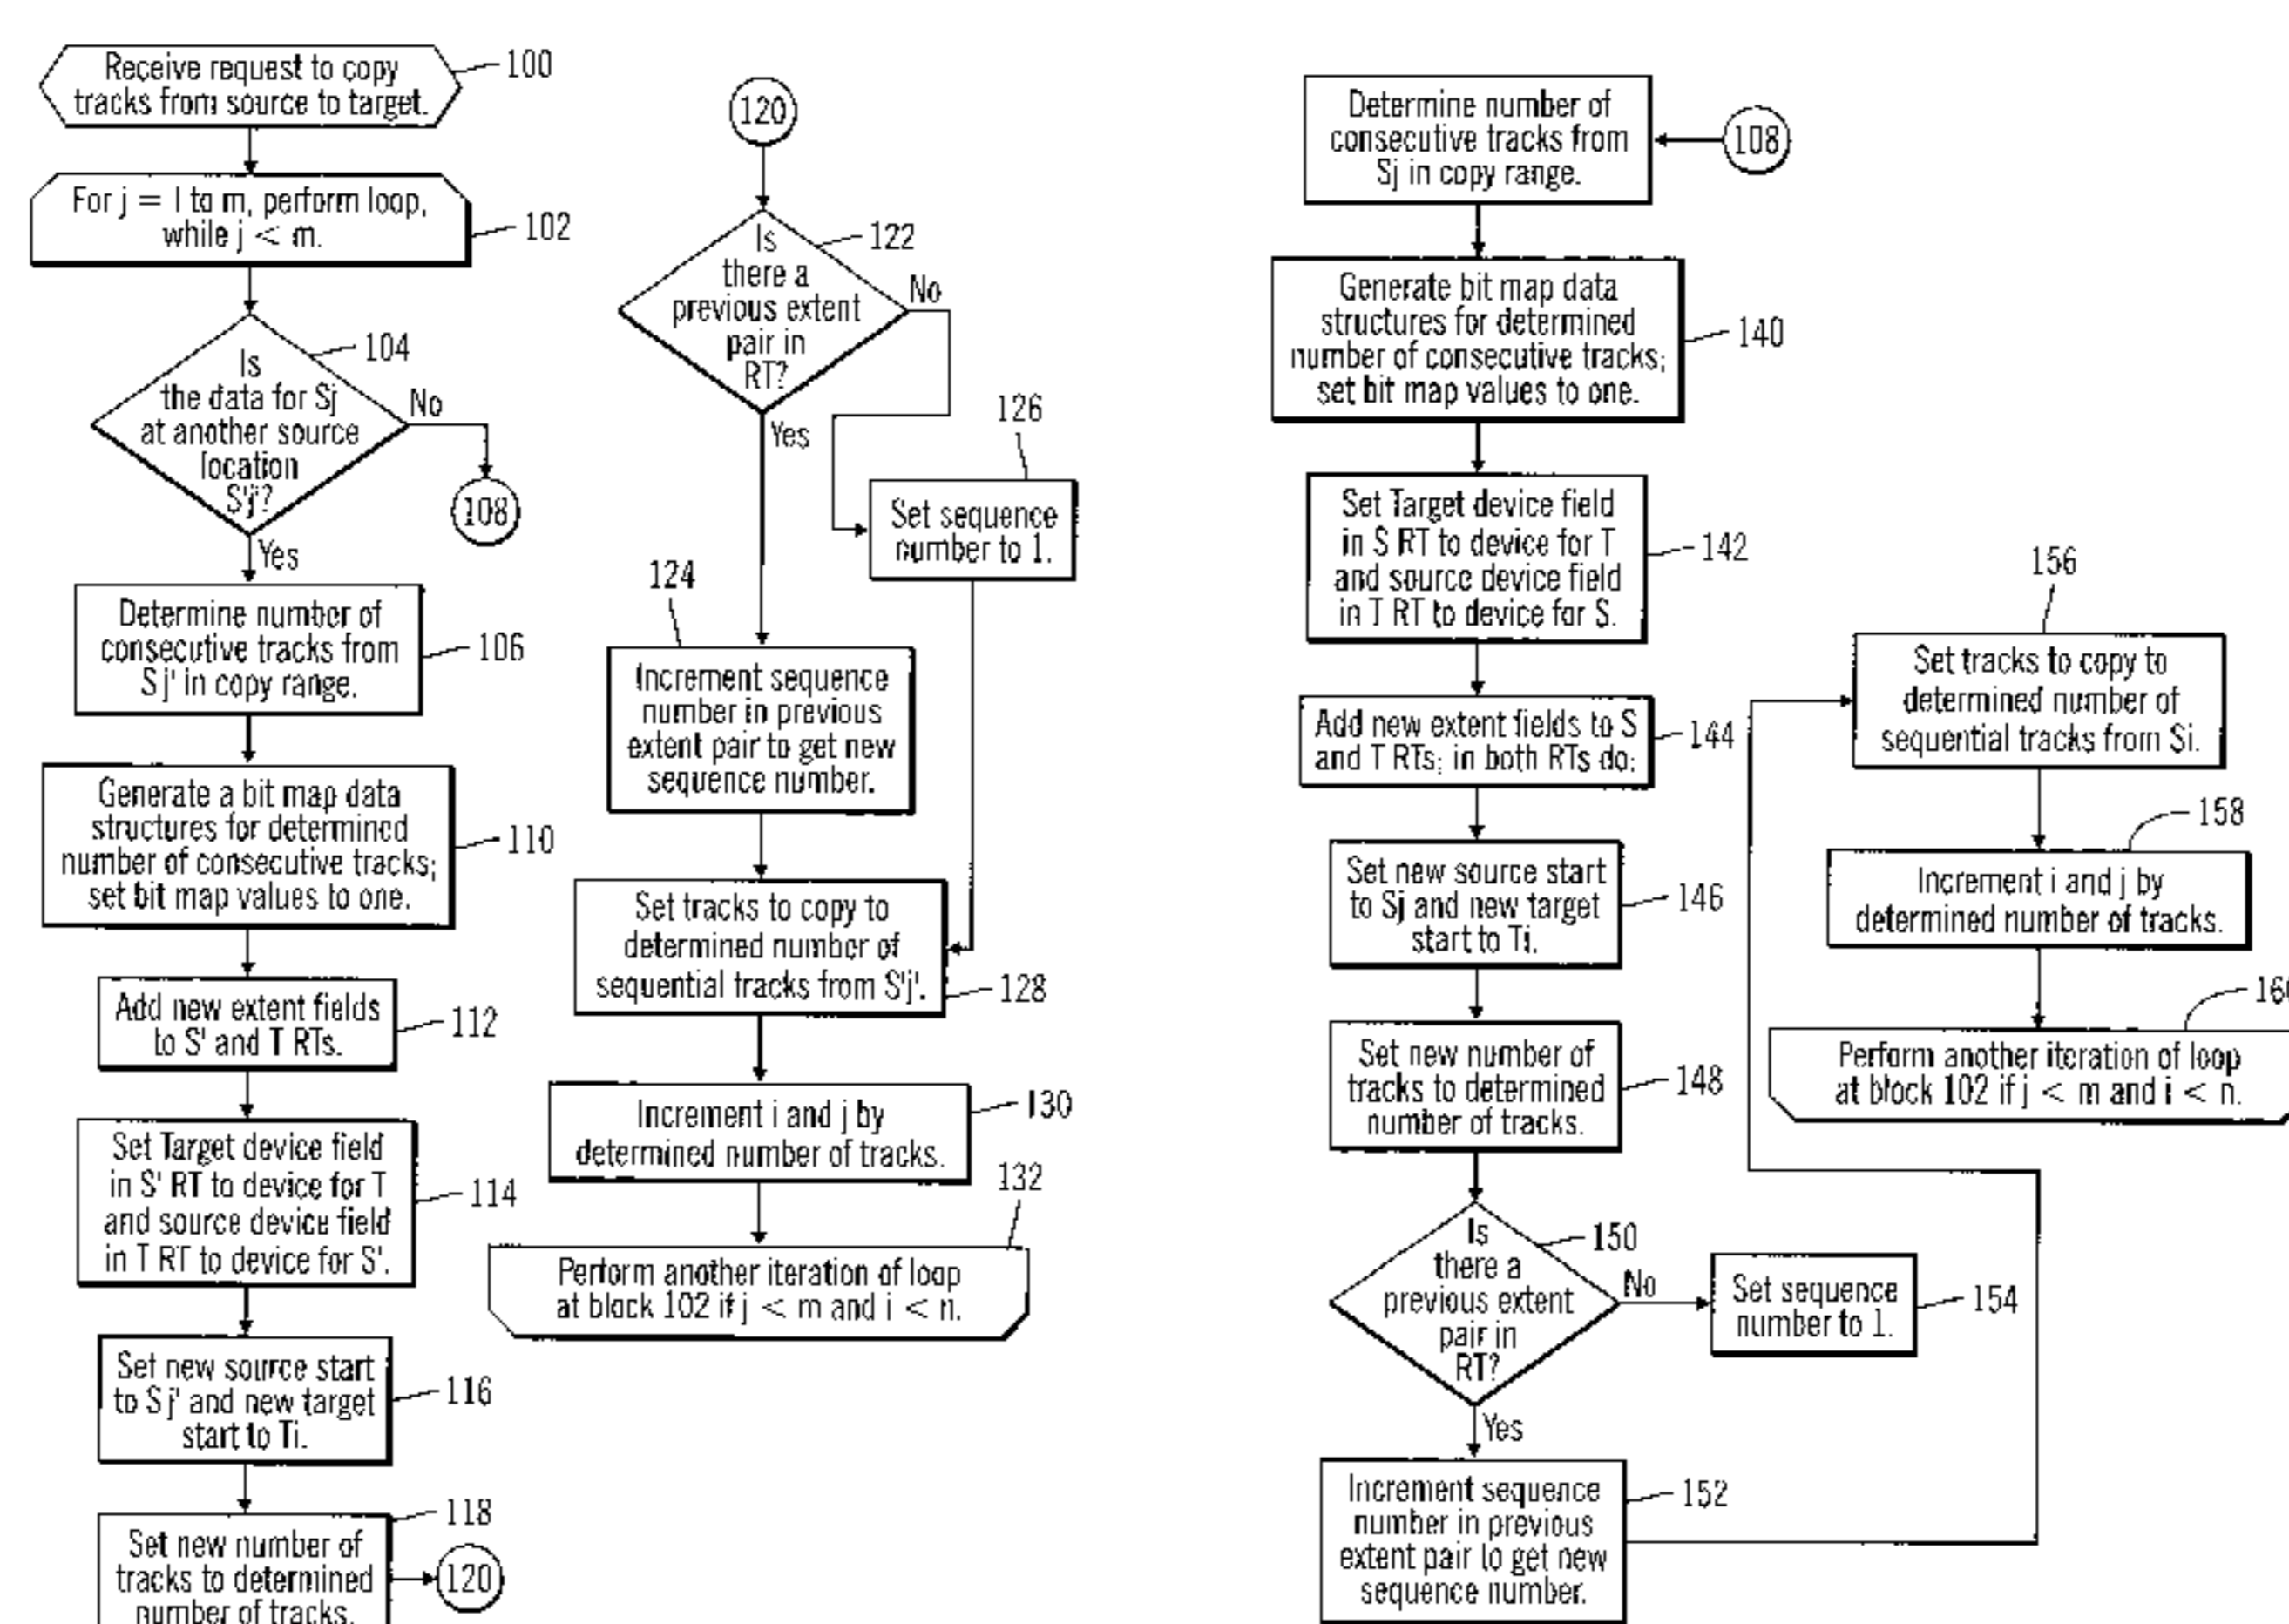 Receive request to copy
tracks from source to target.
100
For j = 1 to m, perform loop,
while j < m.
102
Is
the data for Sj
at another source
location
S'j'?
104
No
108
Yes
Determine number of
consecutive tracks from
Sj' in copy range.
106
Generate a bit map data
structures for determined
number of consecutive tracks;
set bit map values to one.
110
Add new extent fields
to S' and T RTs.
112
Set Target device field
in S' RT to device for T
and source device field
in T RT to device for S'.
114
Set new source start
to Sj' and new target
start to Ti.
116
Set new number of
tracks to determined
number of tracks.
118
120
120
Is
there a
previous extent
pair in
RT?
122
No
Yes
126
Set sequence
number to 1.
124
Increment sequence
number in previous
extent pair to get new
sequence number.
Set tracks to copy to
determined number of
sequential tracks from S'j'.
128
Increment i and j by
determined number of tracks.
130
132
Perform another iteration of loop
at block 102 if j < m and i < n.
Determine number of
consecutive tracks from
Sj in copy range.
108
Generate bit map data
structures for determined
number of consecutive tracks;
set bit map values to one.
140
Set Target device field
in S RT to device for T
and source device field
in T RT to device for S.
142
Add new extent fields to S
and T RTs; in both RTs do:
144
Set new source start
to Sj and new target
start to Ti.
146
Set new number of
tracks to determined
number of tracks.
148
Is
there a
previous extent
pair in
RT?
150
No
Set sequence
number to 1.
154
Yes
Increment sequence
number in previous
extent pair to get new
sequence number.
152
156
Set tracks to copy to
determined number of
sequential tracks from Si.
158
Increment i and j by
determined number of tracks.
160
Perform another iteration of loop
at block 102 if j < m and i < n.